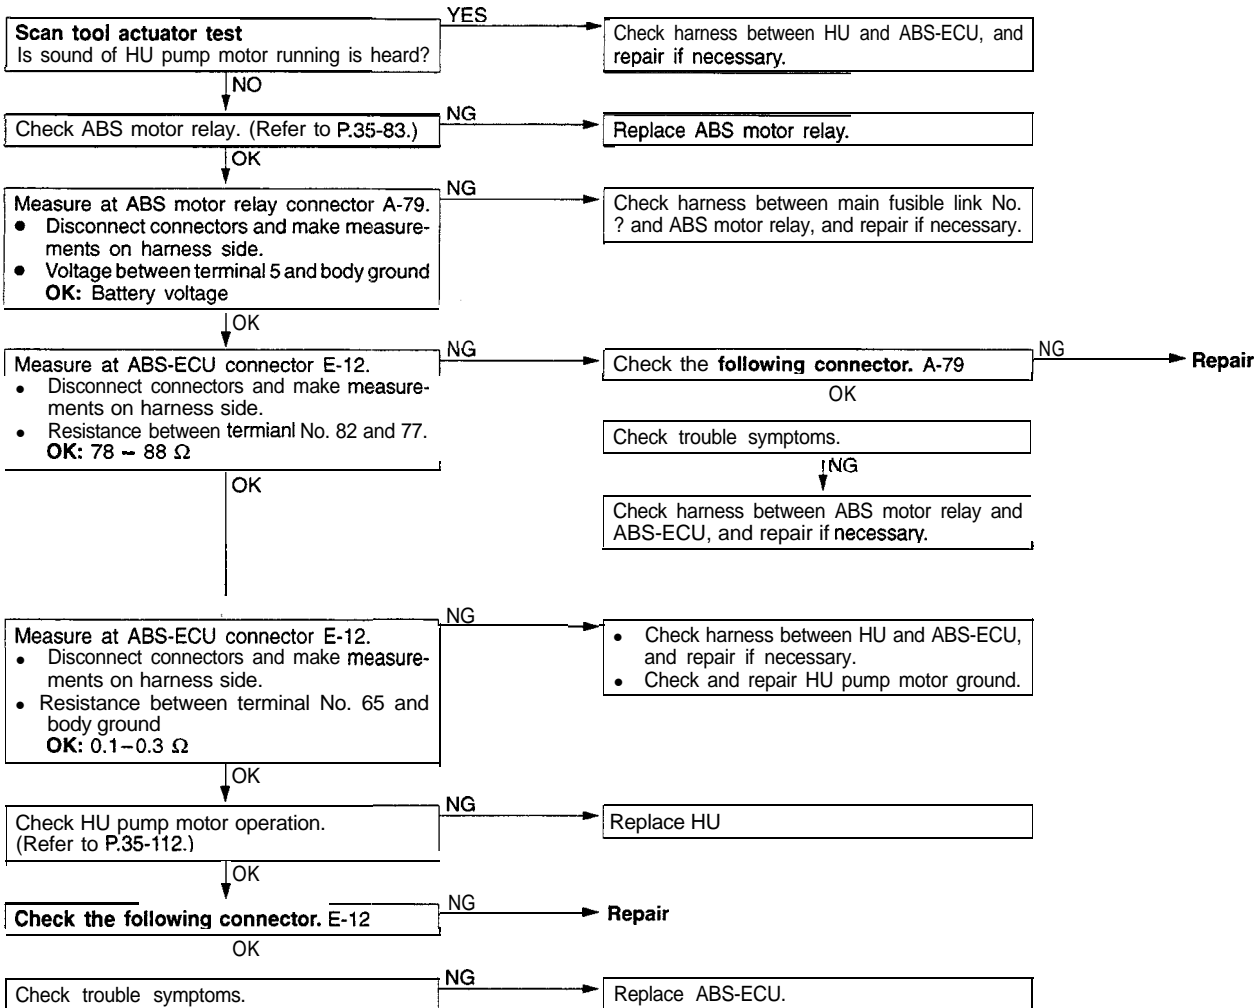 Scan tool actuator test
Is sound of HU pump motor running is heard?
YES
Check harness between HU and ABS-ECU, and
repair if necessary.
NO
Check ABS motor relay. (Refer to P.35-83.)
NG
Replace ABS motor relay.
OK
Measure at ABS motor relay connector A-79.
● Disconnect connectors and make measure-
ments on harness side.
● Voltage between terminal 5 and body ground
OK: Battery voltage
NG
Check harness between main fusible link No.
? and ABS motor relay, and repair if necessary.
OK
Measure at ABS-ECU connector E-12.
● Disconnect connectors and make measure-
ments on harness side.
● Resistance between termianl No. 82 and 77.
OK: 78 – 88 Ω
NG
Check the following connector. A-79
NG
Repair
OK
Check trouble symptoms.
NG
Check harness between ABS motor relay and
ABS-ECU, and repair if necessary.
OK
Measure at ABS-ECU connector E-12.
● Disconnect connectors and make measure-
ments on harness side.
● Resistance between terminal No. 65 and
body ground
OK: 0.1–0.3 Ω
NG
● Check harness between HU and ABS-ECU,
and repair if necessary.
● Check and repair HU pump motor ground.
OK
Check HU pump motor operation.
(Refer to P.35-112.)
NG
Replace HU
OK
Check the following connector. E-12
NG
Repair
OK
Check trouble symptoms.
NG
Replace ABS-ECU.